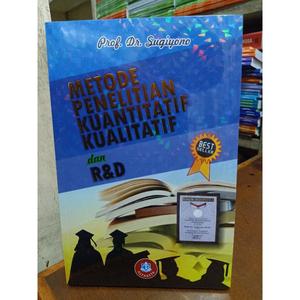 Prof. Dr. Sugiyono
METODE
PENELITIAN
KUANTITATIF
KUALITATIF
dan
R&D
BEST
SELLER